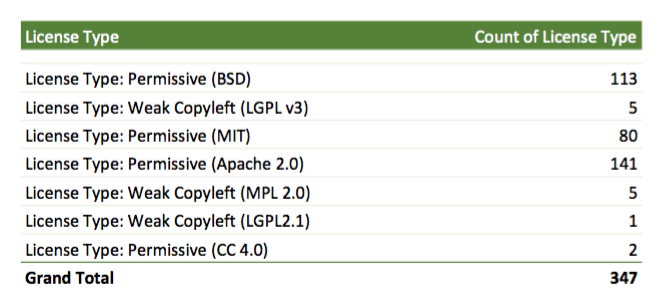 License Type Count of License Type
License Type: Permissive (BSD) 113
License Type: Weak Copyleft (LGPL v3) 5
License Type: Permissive (MIT) 80
License Type: Permissive (Apache 2.0) 141
License Type: Weak Copyleft (MPL 2.0) 5
License Type: Weak Copyleft (LGPL2.1) 1
License Type: Permissive (CC 4.0) 2
Grand Total 347